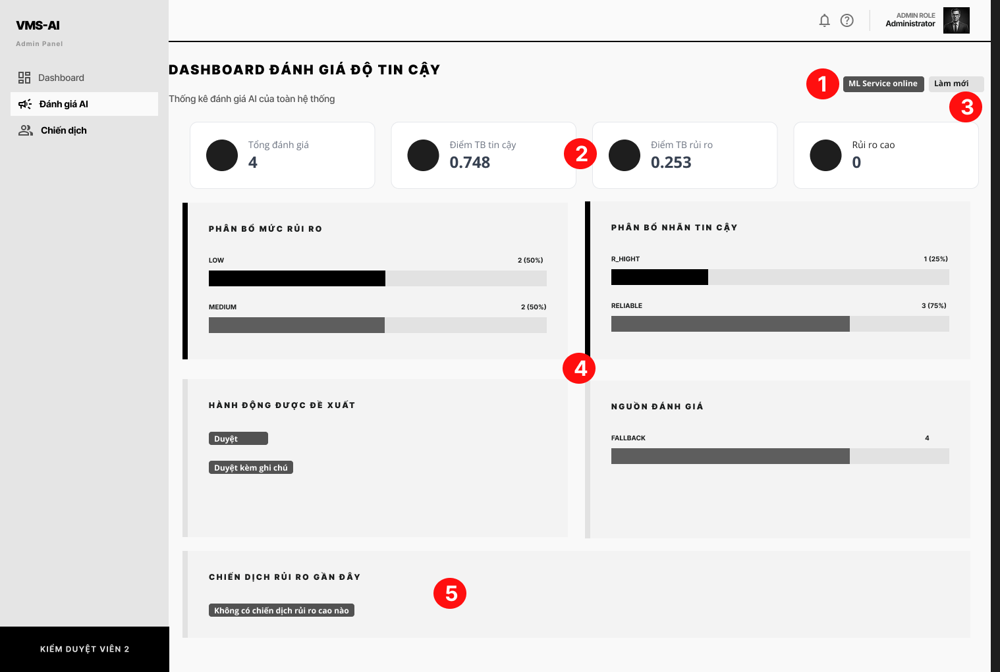 VMS-AI
Admin Panel
Dashboard
Đánh giá AI
Chiến dịch
KIỂM DUYỆT VIÊN 2
ADMIN ROLE
Administrator
DASHBOARD ĐÁNH GIÁ ĐỘ TIN CẬY
Thống kê đánh giá AI của toàn hệ thống
1
ML Service online
Làm mới
3
Tổng đánh giá
4
Điểm TB tin cậy
0.748
2
Điểm TB rủi ro
0.253
Rủi ro cao
0
PHÂN BỐ MỨC RỦI RO
LOW 2 (50%)
MEDIUM 2 (50%)
PHÂN BỐ NHÃN TIN CẬY
R_HIGHT 1 (25%)
RELIABLE 3 (75%)
4
HÀNH ĐỘNG ĐƯỢC ĐỀ XUẤT
Duyệt
Duyệt kèm ghi chú
NGUỒN ĐÁNH GIÁ
FALLBACK 4
CHIẾN DỊCH RỦI RO GẦN ĐÂY
5
Không có chiến dịch rủi ro cao nào